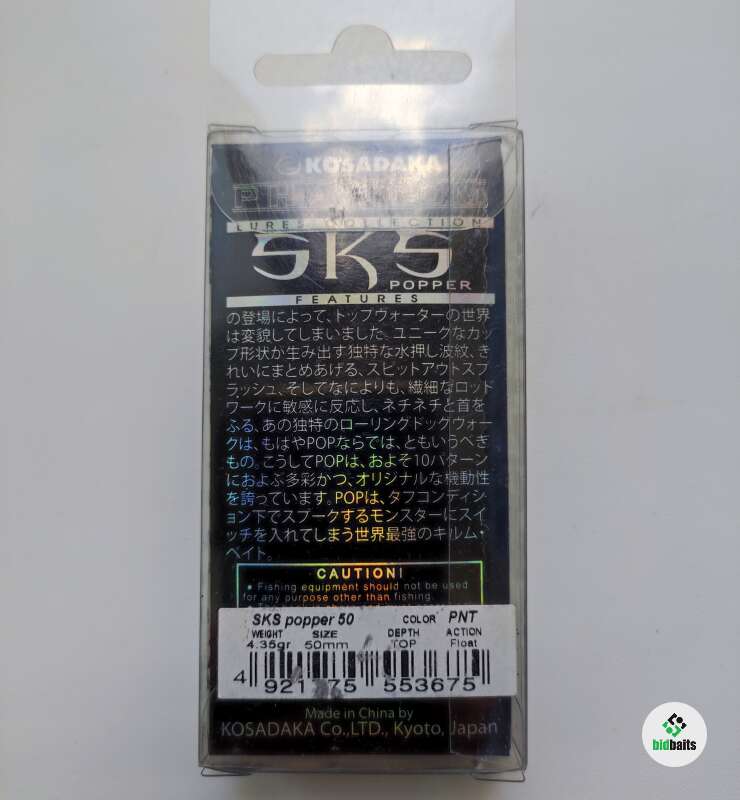 KOSADAKA
LURES COLLECTION
SKS
POPPER
FEATURES
の登場によって、トップウォーターの世界
は変貌してしまいました。ユニークなカッ
プ形状が生み出す独特な水押し波紋、き
れいにまとめあげる、スピットアウトスプ
ラッシュ、そしてなによりも、繊細なロッド
ワークに敏感に反応し、ネチネチと首を
ふる、あの独特のローリングドッグウォー
クは、もはやPOPならでは、ともいうべき
もの。こうしてPOPは、およそ10パターン
におよぶ多彩かつ、オリジナルな機動性
を誇っています。POPは、タフコンディシ
ョン下でスプークするモンスターにスイ
ッチを入れてしまう世界最強のキルム・
ベイト。
CAUTION!
• Fishing equipment should not be used
for any purpose other than fishing.
SKS popper 50 COLOR PNT
WEIGHT SIZE DEPTH ACTION
4.35gr 50mm TOP Float
4 921175 553675
Made in China by
KOSADAKA Co.,LTD., Kyoto, Japan
bidbaits